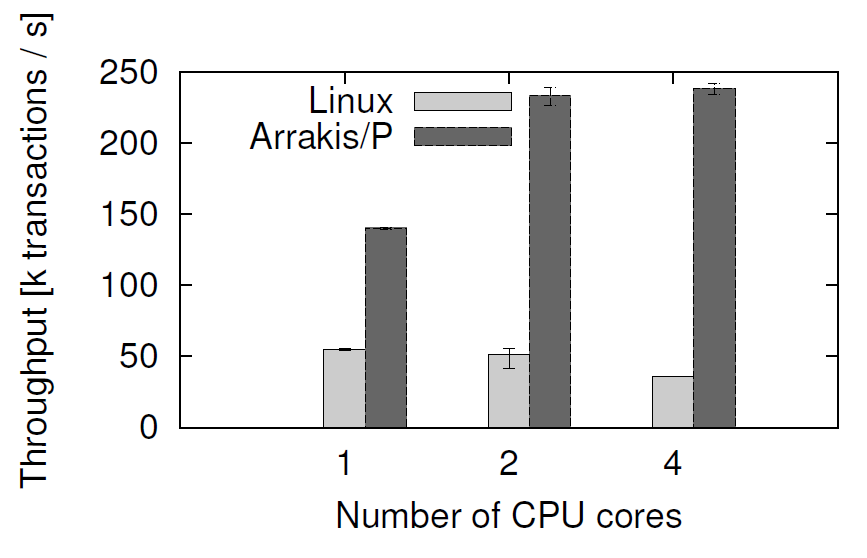 Throughput [k transactions / s]
250
200
150
100
50
0
Linux
Arrakis/P
1 2 4
Number of CPU cores